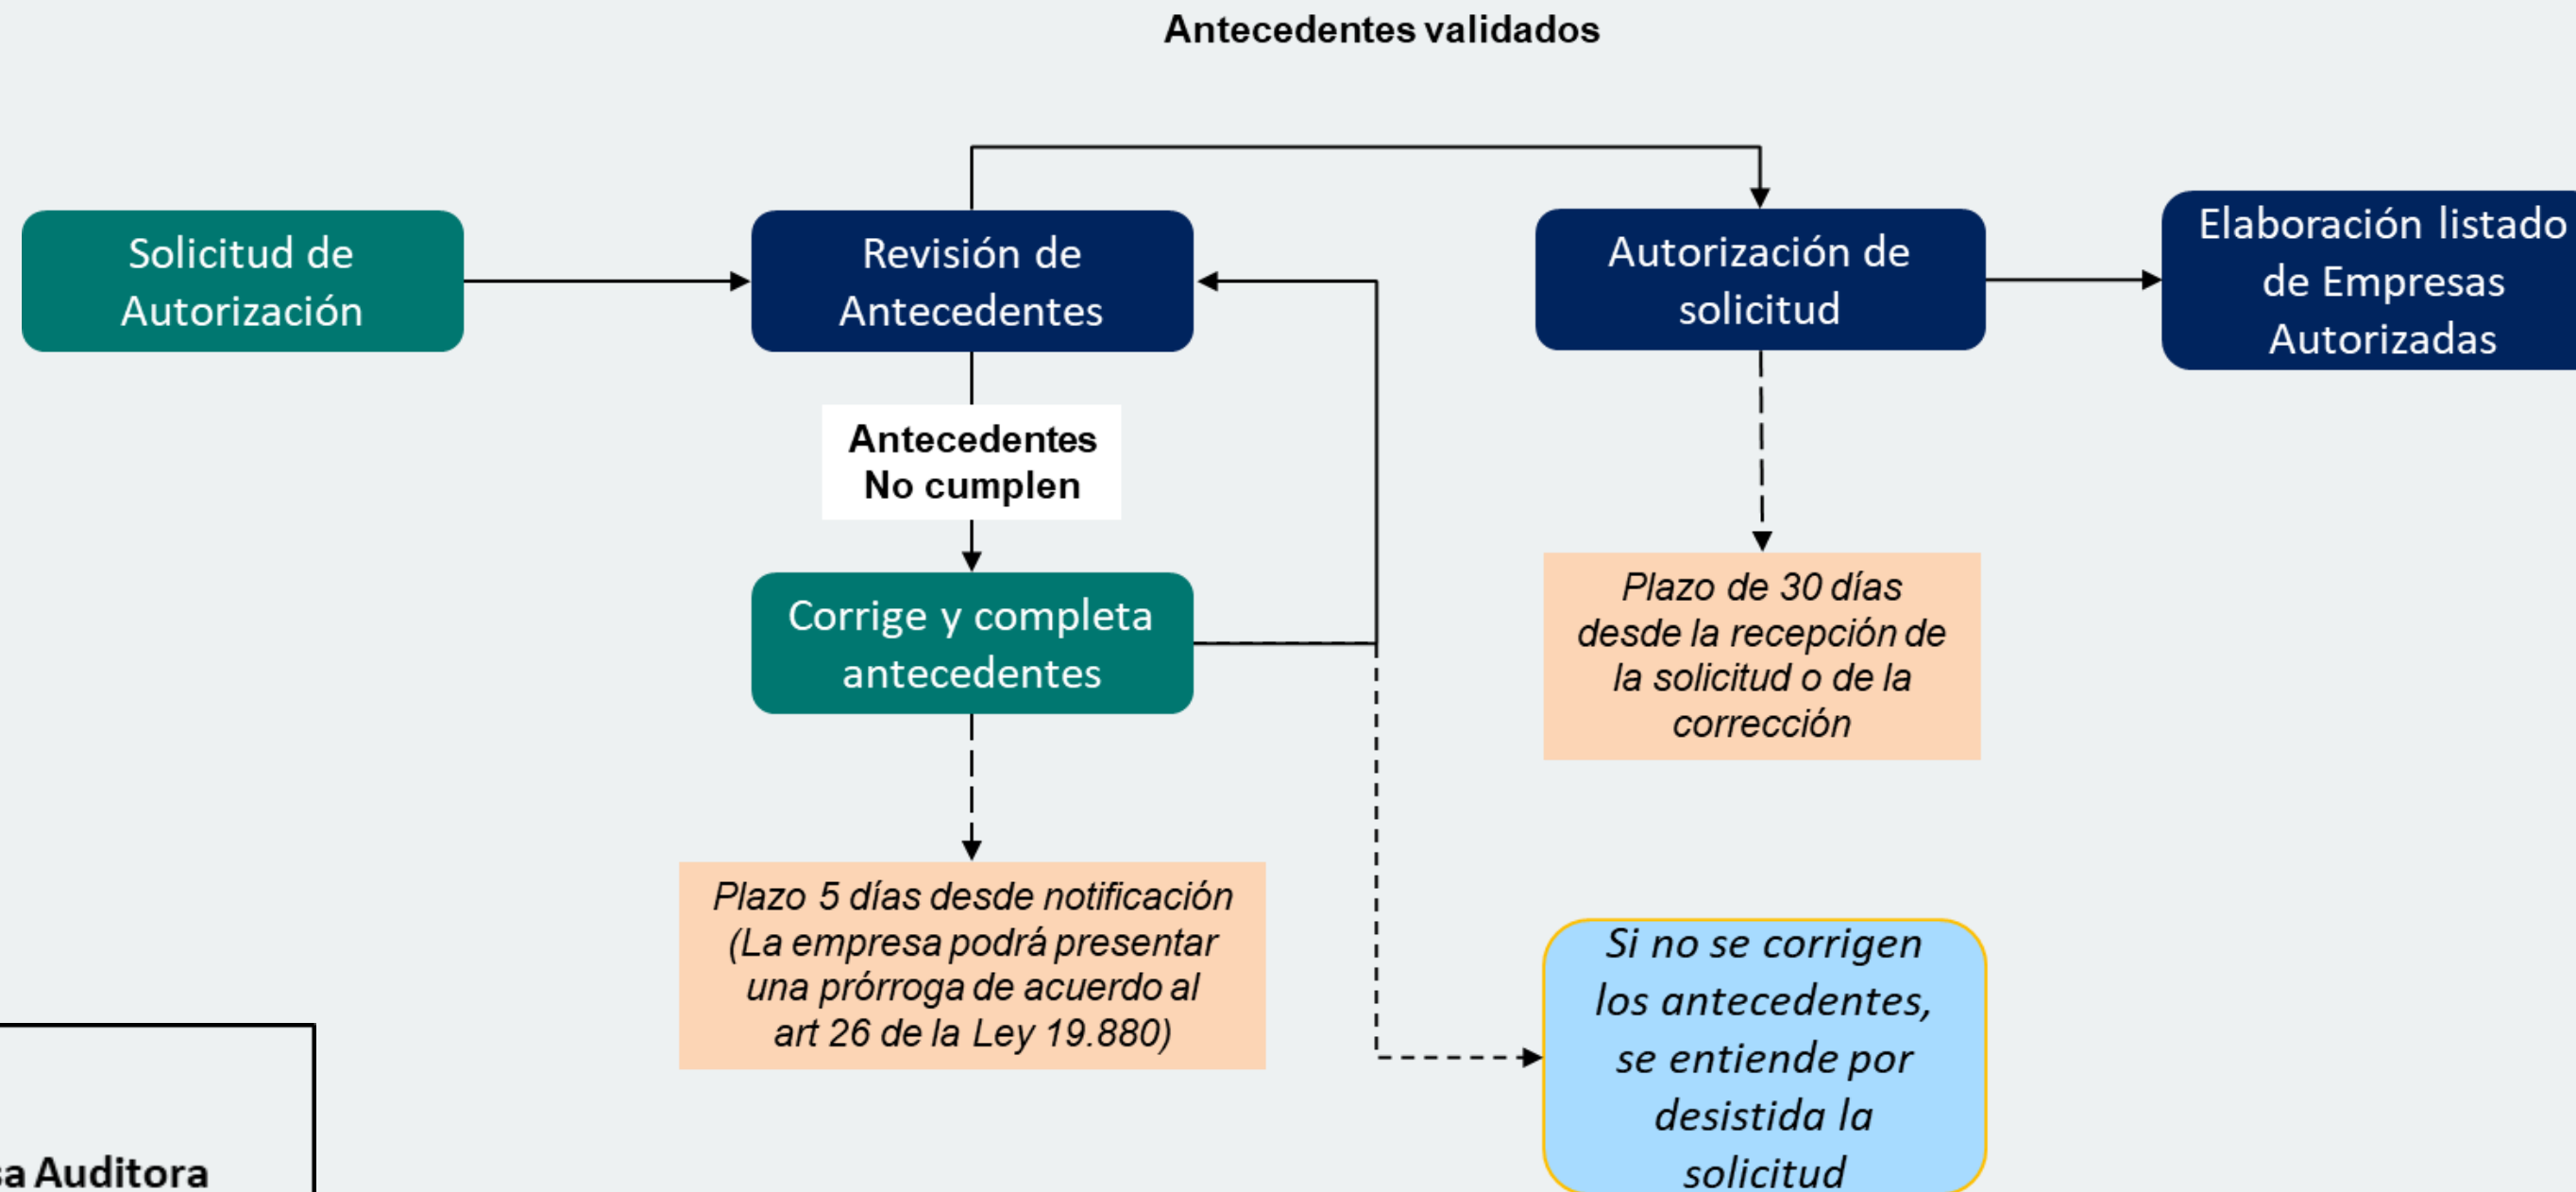 Antecedentes validados
Solicitud de
Autorización
Revisión de
Antecedentes
Autorización de
solicitud
Elaboración listado
de Empresas
Autorizadas
Antecedentes
No cumplen
Corrige y completa
antecedentes
Plazo de 30 días
desde la recepción de
la solicitud o de la
corrección
Plazo 5 días desde notificación
(La empresa podrá presentar
una prórroga de acuerdo al
art 26 de la Ley 19.880)
Si no se corrigen
los antecedentes,
se entiende por
desistida la
solicitud
Auditora